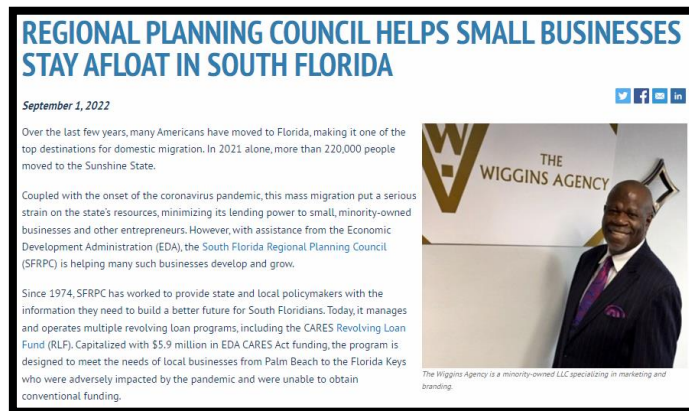 REGIONAL PLANNING COUNCIL HELPS SMALL BUSINESSES
STAY AFLOAT IN SOUTH FLORIDA
September 1, 2022
Over the last few years, many Americans have moved to Florida, making it one of the
top destinations for domestic migration. In 2021 alone, more than 220,000 people
moved to the Sunshine State.
Coupled with the onset of the coronavirus pandemic, this mass migration put a serious
strain on the state's resources, minimizing its lending power to small, minority-owned
businesses and other entrepreneurs. However, with assistance from the Economic
Development Administration (EDA), the South Florida Regional Planning Council
(SFRPC) is helping many such businesses develop and grow.
Since 1974, SFRPC has worked to provide state and local policymakers with the
information they need to build a better future for South Floridians. Today, it manages
and operates multiple revolving loan programs, including the CARES Revolving Loan
Fund (RLF). Capitalized with $5.9 million in EDA CARES Act funding, the program is
designed to meet the needs of local businesses from Palm Beach to the Florida Keys
who were adversely impacted by the pandemic and were unable to obtain
conventional funding.
W
THE
WIGGINS AGENCY
The Wiggins Agency is a minority-owned LLC specializing in marketing and
branding.